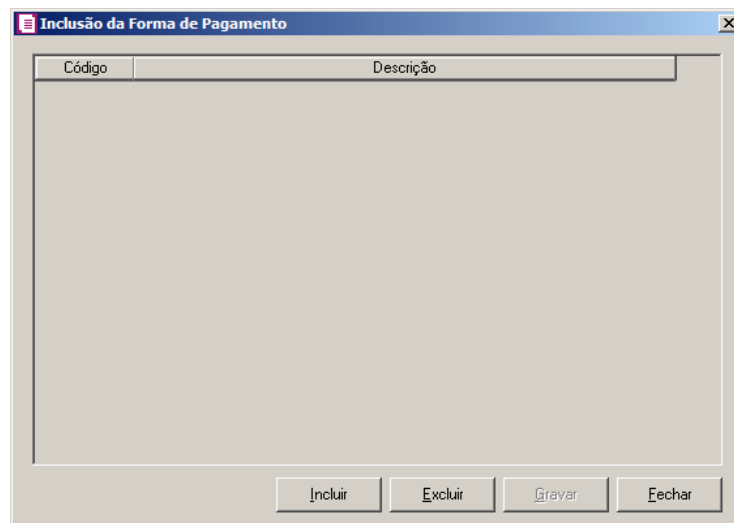 Inclusão da Forma de Pagamento
Código Descrição
Incluir Excluir Gravar Fechar